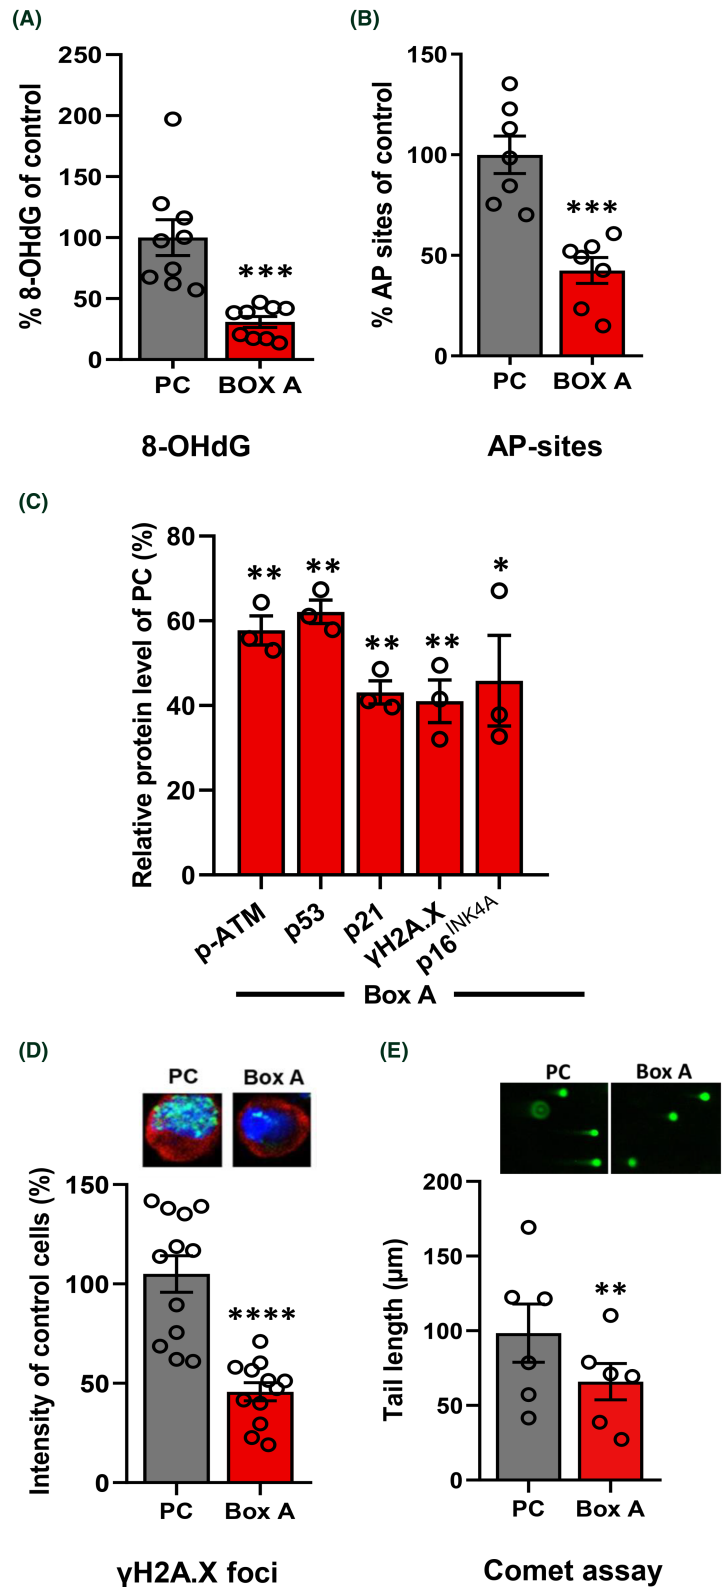 (A)
% 8-OHdG of control
250
200
150
100
50
0
***
PC
BOX A
8-OHdG
(B)
% AP sites of control
150
100
50
0
***
PC
BOX A
AP-sites
(C)
Relative protein level of PC (%)
80
60
40
20
0
**
**
**
**
*
p-ATM
p53
p21
γH2A.X
p16^INK4A
Box A
(D)
PC
Box A
Intensity of control cells (%)
150
100
50
0
****
PC
Box A
γH2A.X foci
(E)
PC
Box A
Tail length (µm)
200
150
100
50
0
**
PC
Box A
Comet assay